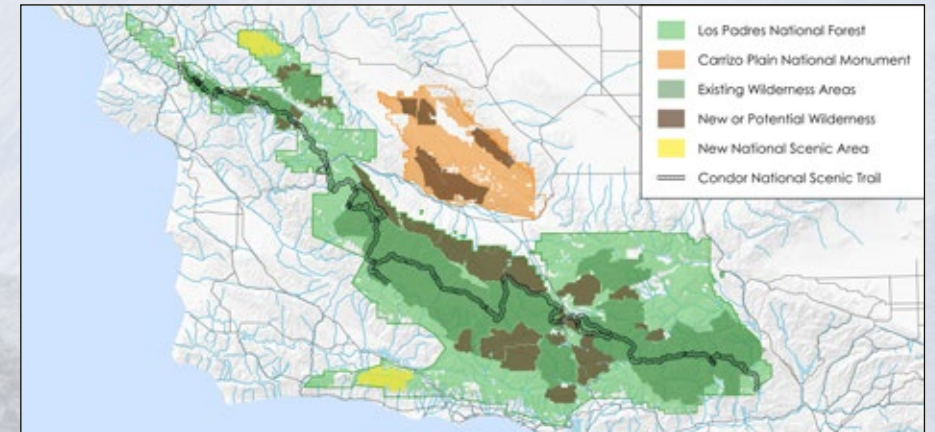 Los Padres National Forest
Carrizo Plain National Monument
Existing Wilderness Areas
New or Potential Wilderness
New National Scenic Area
Condor National Scenic Trail